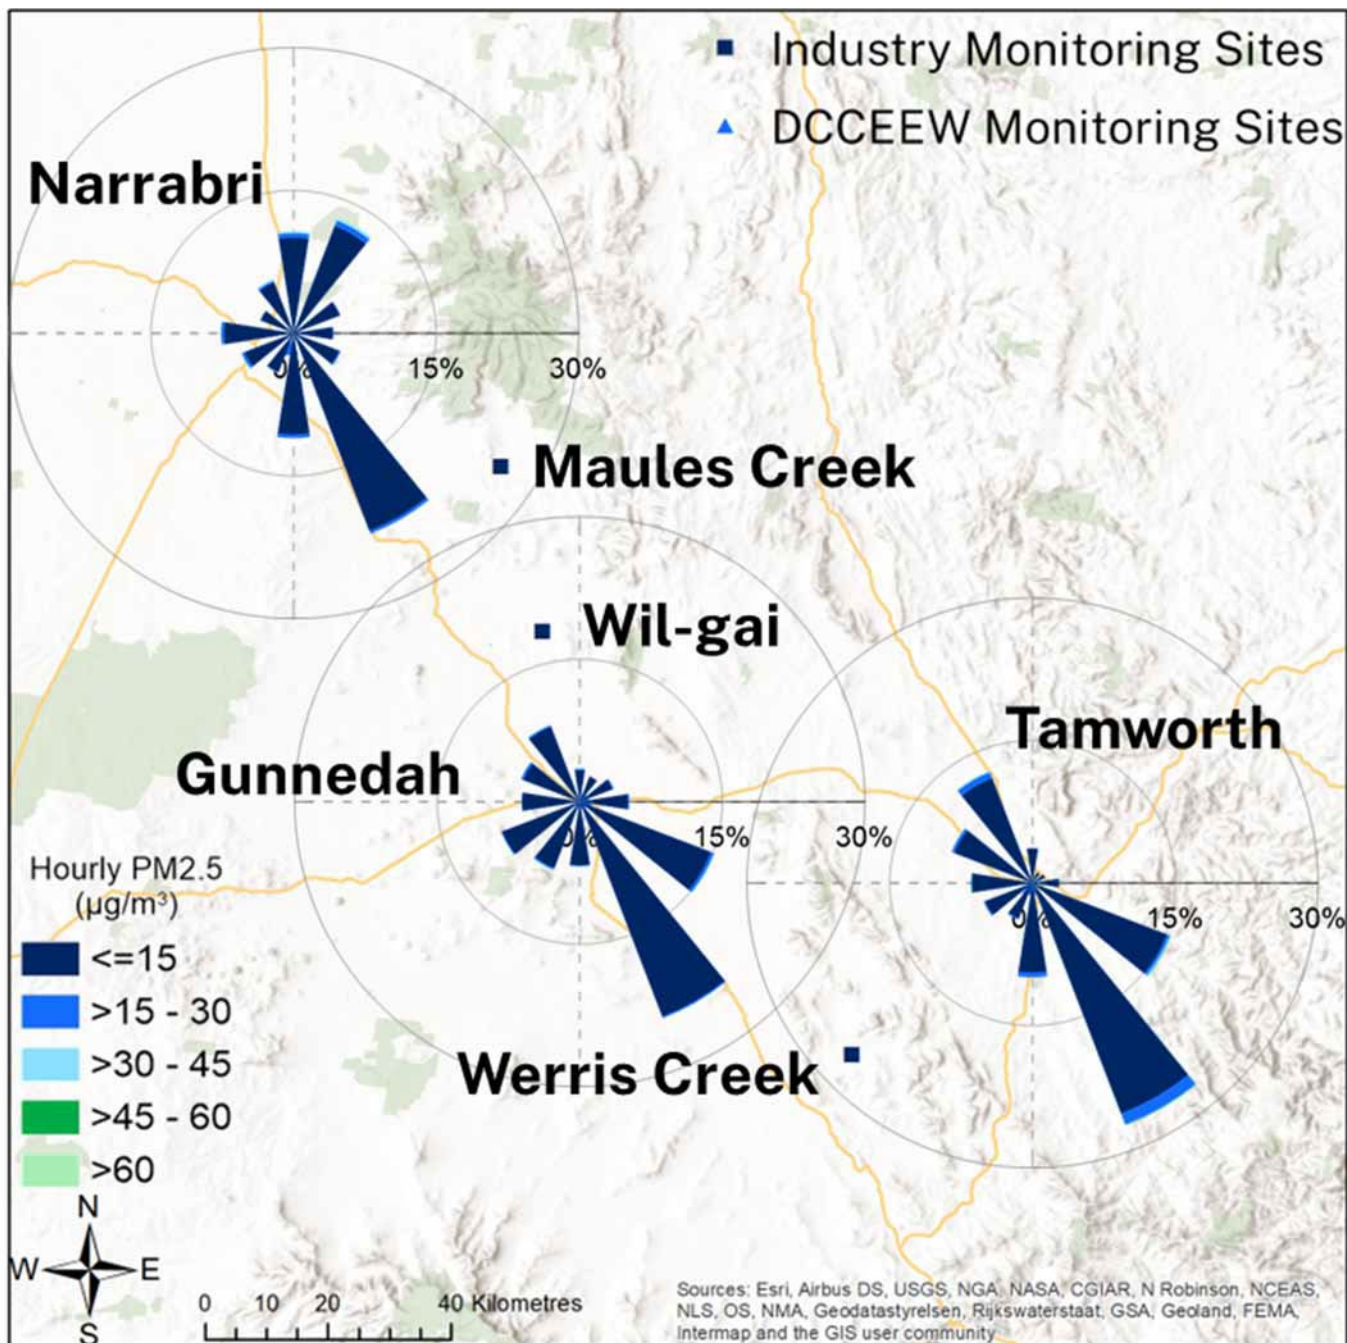 Industry Monitoring Sites
DCCEEW Monitoring Sites
Narrabri
0%
15%
30%
Maules Creek
Wil-gai
Tamworth
Gunnedah
0%
15%
30%
Hourly PM2.5
(µg/m³)
<=15
>15 - 30
>30 - 45
>45 - 60
>60
0%
15%
30%
Werris Creek
N
W
E
S
0 10 20 40 Kilometres
Sources: Esri, Airbus DS, USGS, NGA, NASA, CGIAR, N Robinson, NCEAS,
NLS, OS, NMA, Geodatastyrelsen, Rijkswaterstaat, GSA, Geoland, FEMA,
Intermap and the GIS user community